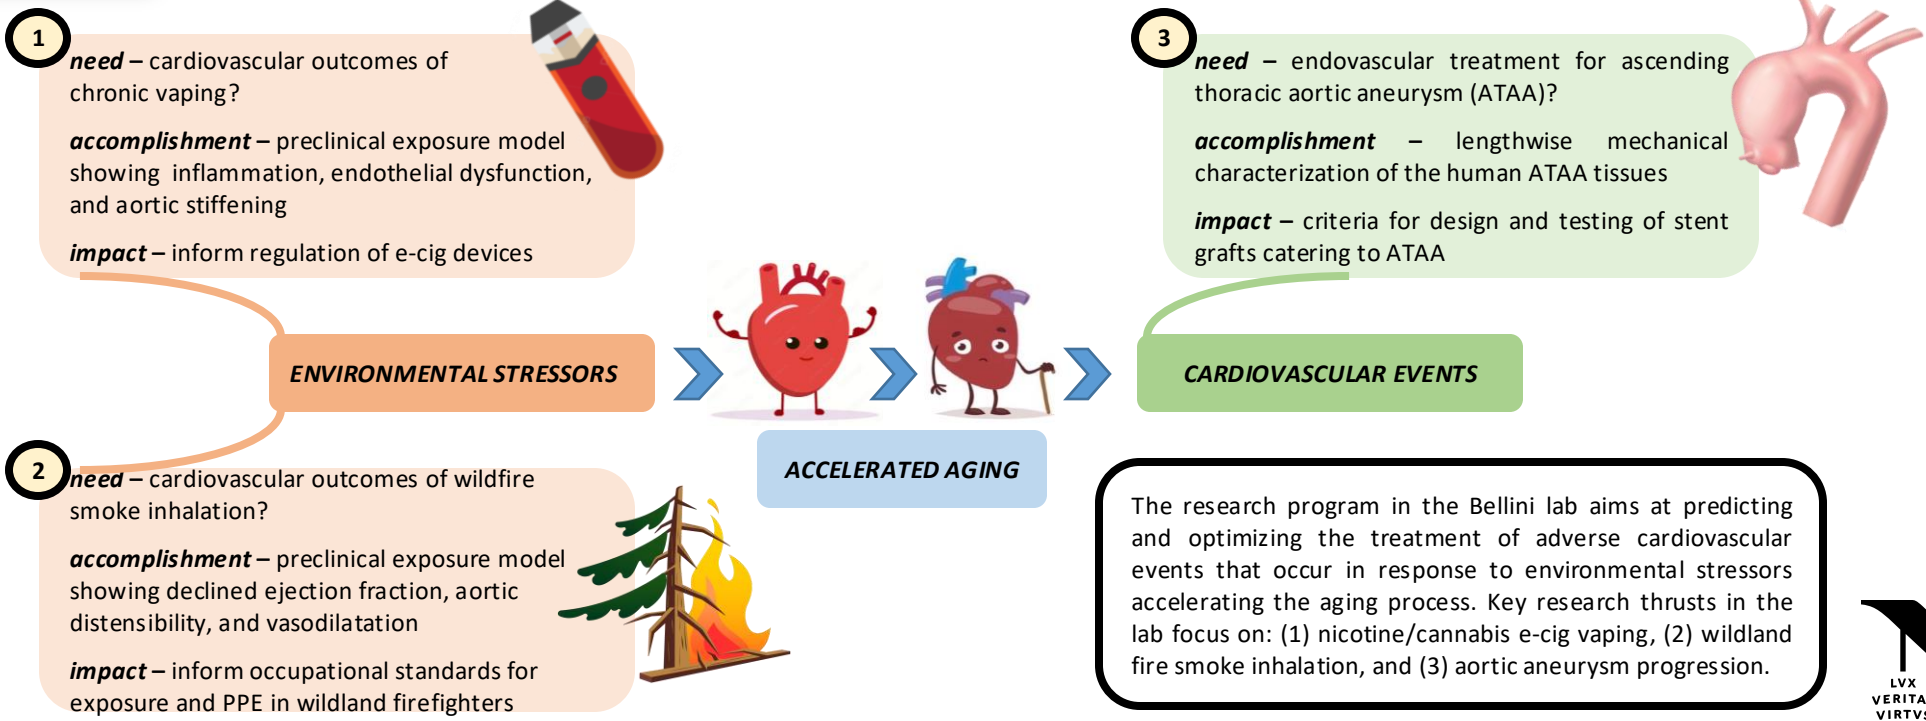 1
need – cardiovascular outcomes of
chronic vaping?
accomplishment – preclinical exposure model
showing inflammation, endothelial dysfunction,
and aortic stiffening
impact – inform regulation of e-cig devices
3
need – endovascular treatment for ascending
thoracic aortic aneurysm (ATAA)?
accomplishment – lengthwise mechanical
characterization of the human ATAA tissues
impact – criteria for design and testing of stent
grafts catering to ATAA
ENVIRONMENTAL STRESSORS
CARDIOVASCULAR EVENTS
ACCELERATED AGING
2
need – cardiovascular outcomes of wildfire
smoke inhalation?
accomplishment – preclinical exposure model
showing declined ejection fraction, aortic
distensibility, and vasodilatation
impact – inform occupational standards for
exposure and PPE in wildland firefighters
The research program in the Bellini lab aims at predicting
and optimizing the treatment of adverse cardiovascular
events that occur in response to environmental stressors
accelerating the aging process. Key research thrusts in the
lab focus on: (1) nicotine/cannabis e-cig vaping, (2) wildland
fire smoke inhalation, and (3) aortic aneurysm progression.
LVX
VERITA
VIRTVS